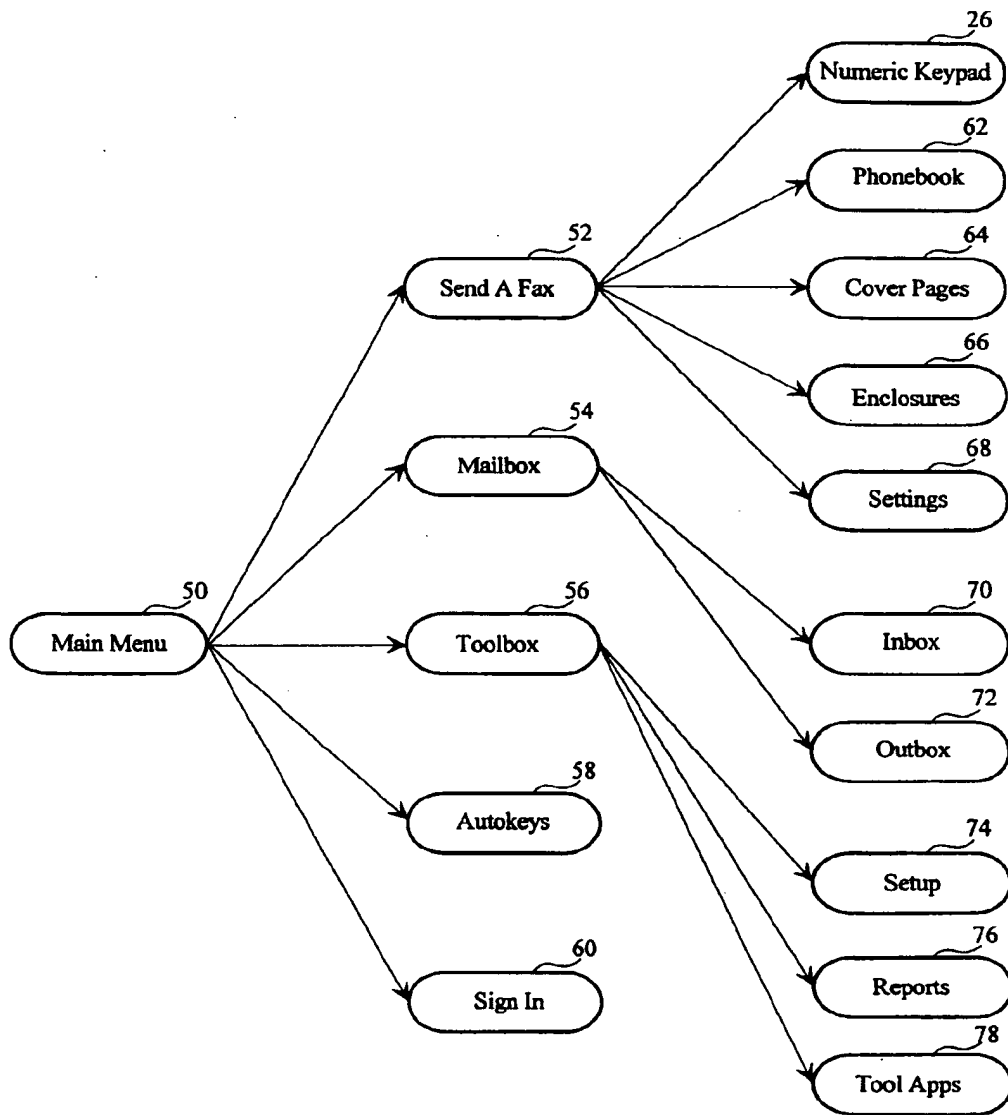 26
Numeric Keypad
62
Phonebook
52
64
Send A Fax
Cover Pages
66
Enclosures
54
68
Mailbox
Settings
50
56
70
Main Menu
Toolbox
Inbox
72
Outbox
58
Autokeys
74
Setup
60
76
Sign In
Reports
78
Tool Apps